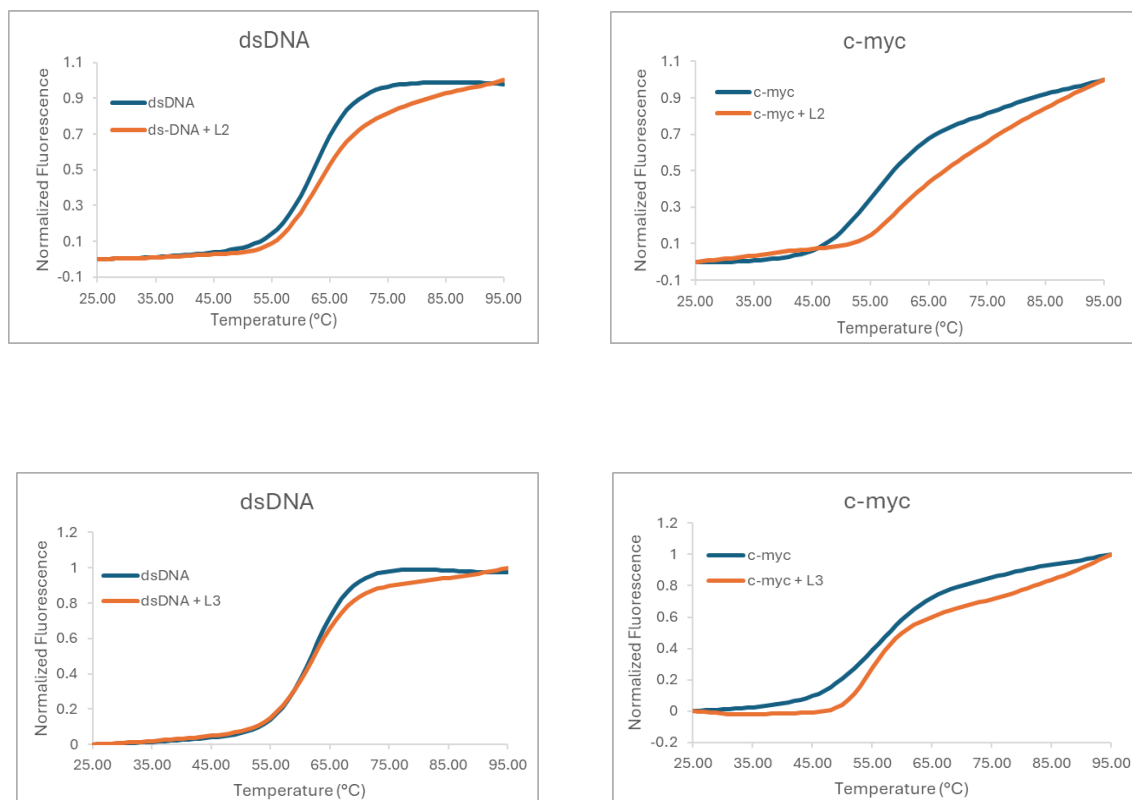 dsDNA
1.1
0.9
0.7
0.5
0.3
0.1
-0.1
Normalized Fluorescence
dsDNA
ds-DNA + L2
25.00 35.00 45.00 55.00 65.00 75.00 85.00 95.00
Temperature (°C)
c-myc
1.1
0.9
0.7
0.5
0.3
0.1
-0.1
Normalized Fluorescence
c-myc
c-myc + L2
25.00 35.00 45.00 55.00 65.00 75.00 85.00 95.00
Temperature (°C)
dsDNA
1.2
1
0.8
0.6
0.4
0.2
0
Normalized Fluorescence
dsDNA
dsDNA + L3
25.00 35.00 45.00 55.00 65.00 75.00 85.00 95.00
Temperature (°C)
c-myc
1.2
1
0.8
0.6
0.4
0.2
0
-0.2
Normalized Fluorescence
c-myc
c-myc + L3
25.00 35.00 45.00 55.00 65.00 75.00 85.00 95.00
Temperature (°C)